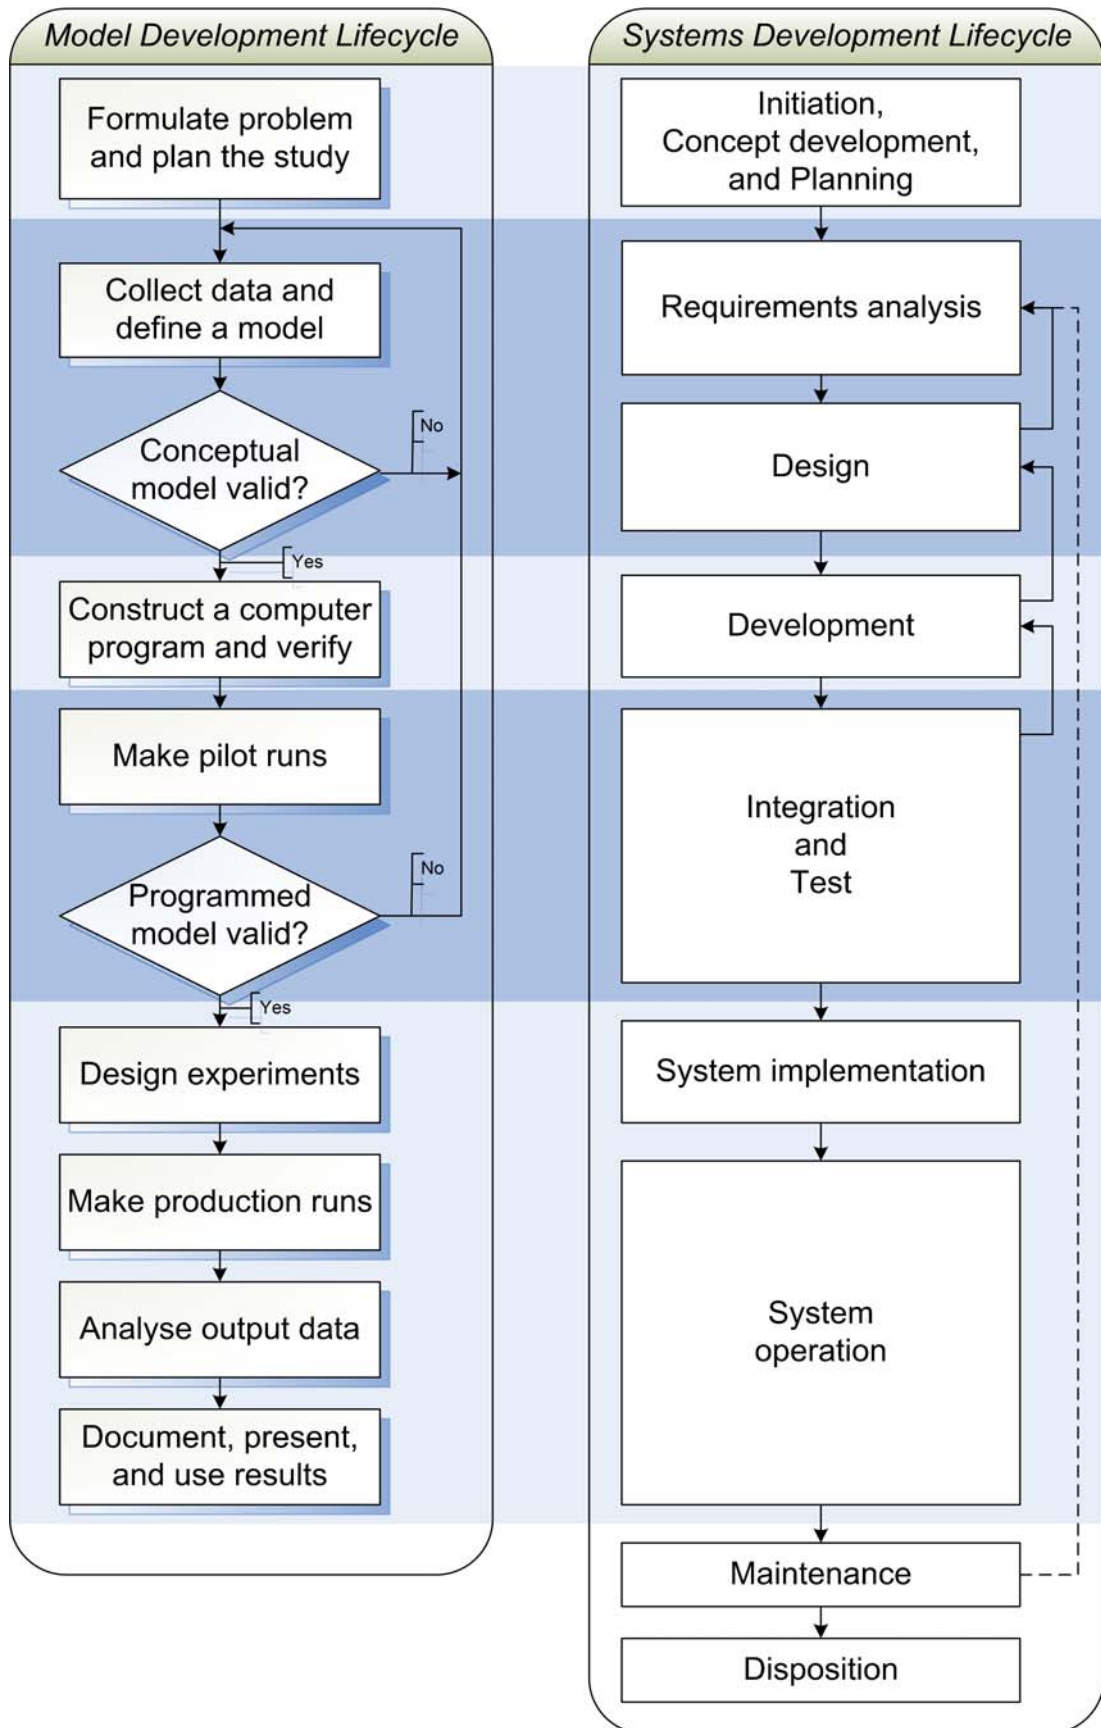 Model Development Lifecycle
Formulate problem
and plan the study
Collect data and
define a model
Conceptual
model valid?
No
Yes
Construct a computer
program and verify
Make pilot runs
Programmed
model valid?
No
Yes
Design experiments
Make production runs
Analyse output data
Document, present,
and use results
Systems Development Lifecycle
Initiation,
Concept development,
and Planning
Requirements analysis
Design
Development
Integration
and
Test
System implementation
System
operation
Maintenance
Disposition